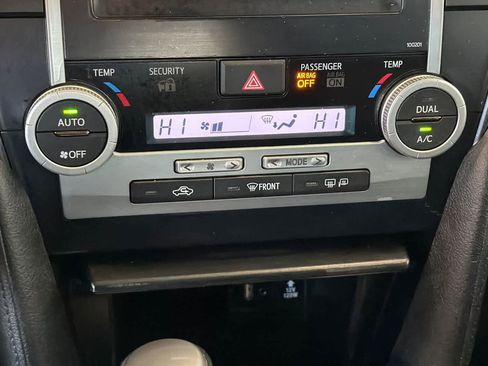 100201
TEMP
SECURITY
PASSENGER
AIR BAG OFF
AIR BAG ON
TEMP
AUTO
OFF
HI
HI
DUAL
A/C
MODE
FRONT
12V
120W